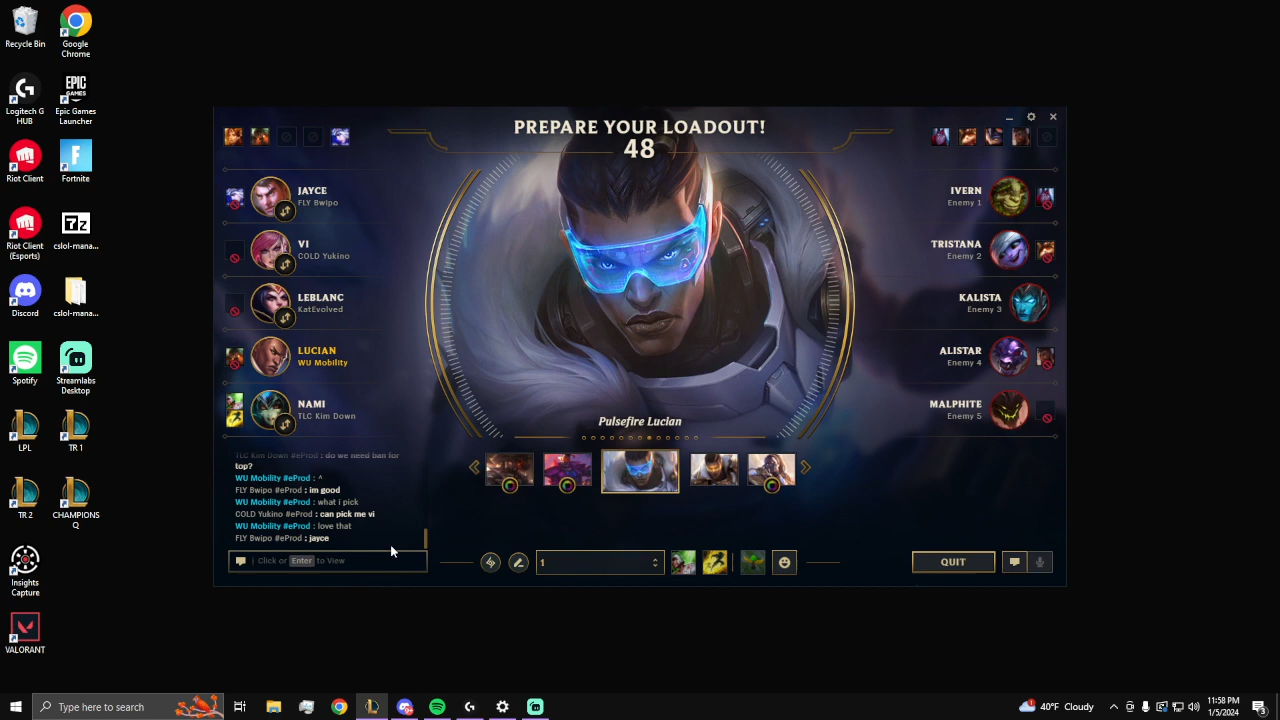 Recycle Bin
Google
Chrome
Logitech G
HUB
EPIC
GAMES
Epic Games
Launcher
Riot Client
F
Fortnite
Riot Client
(Esports)
7z
cslol-mana...
Discord
cslol-mana...
Spotify
Streamlabs
Desktop
LPL
TR 1
TR 2
CHAMPIONS
Q
Insights
Capture
VALORANT
PREPARE YOUR LOADOUT!
48
JAYCE
FLY Bwipo
VI
COLD Yukino
LEBLANC
KatEvolved
LUCIAN
WU Mobility
NAMI
TLC Kim Down
IVERN
Enemy 1
TRISTANA
Enemy 2
KALISTA
Enemy 3
ALISTAR
Enemy 4
MALPHITE
Enemy 5
Pulsefire Lucian
TLC Kim Down #eProd : do we need ban for
top?
WU Mobility #eProd : ^
FLY Bwipo #eProd : im good
WU Mobility #eProd : what i pick
COLD Yukino #eProd : can pick me vi
WU Mobility #eProd : love that
FLY Bwipo #eProd : jayce
Click or Enter to View
1
QUIT
Type here to search
40°F Cloudy
11:58 PM
1/5/2024
3